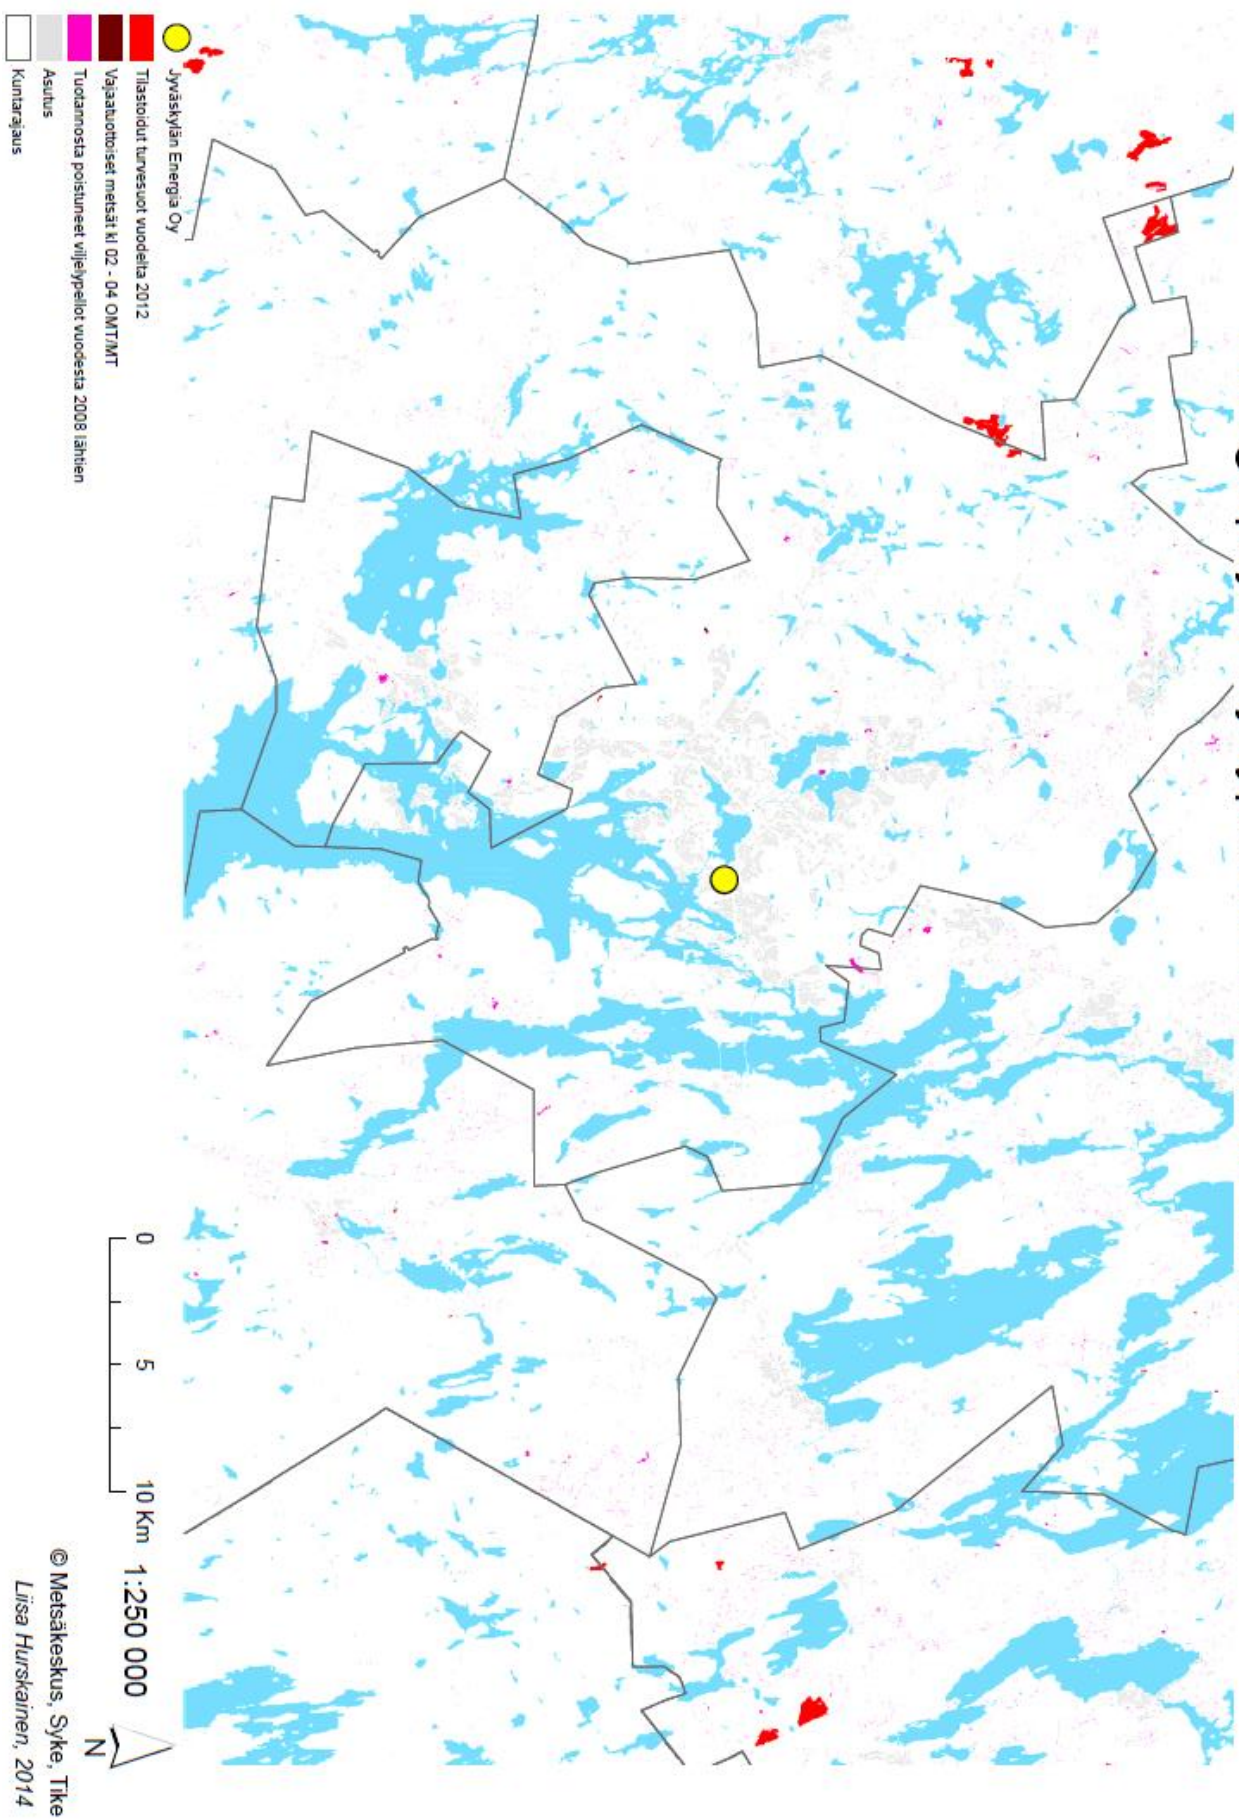 Jyväskylän Energia Oy
Tilastoidut turvesuot vuodelta 2012
Vajaatuottoiset metsät kl 02 - 04 OMT/MT
Tuotannosta poistuneet viljelypellot vuodesta 2008 lähtien
Asutus
Kuntarajaus
0 5 10 Km
1:250 000
N
© Metsäkeskus, Syke, Tike
Liisa Hurskainen, 2014